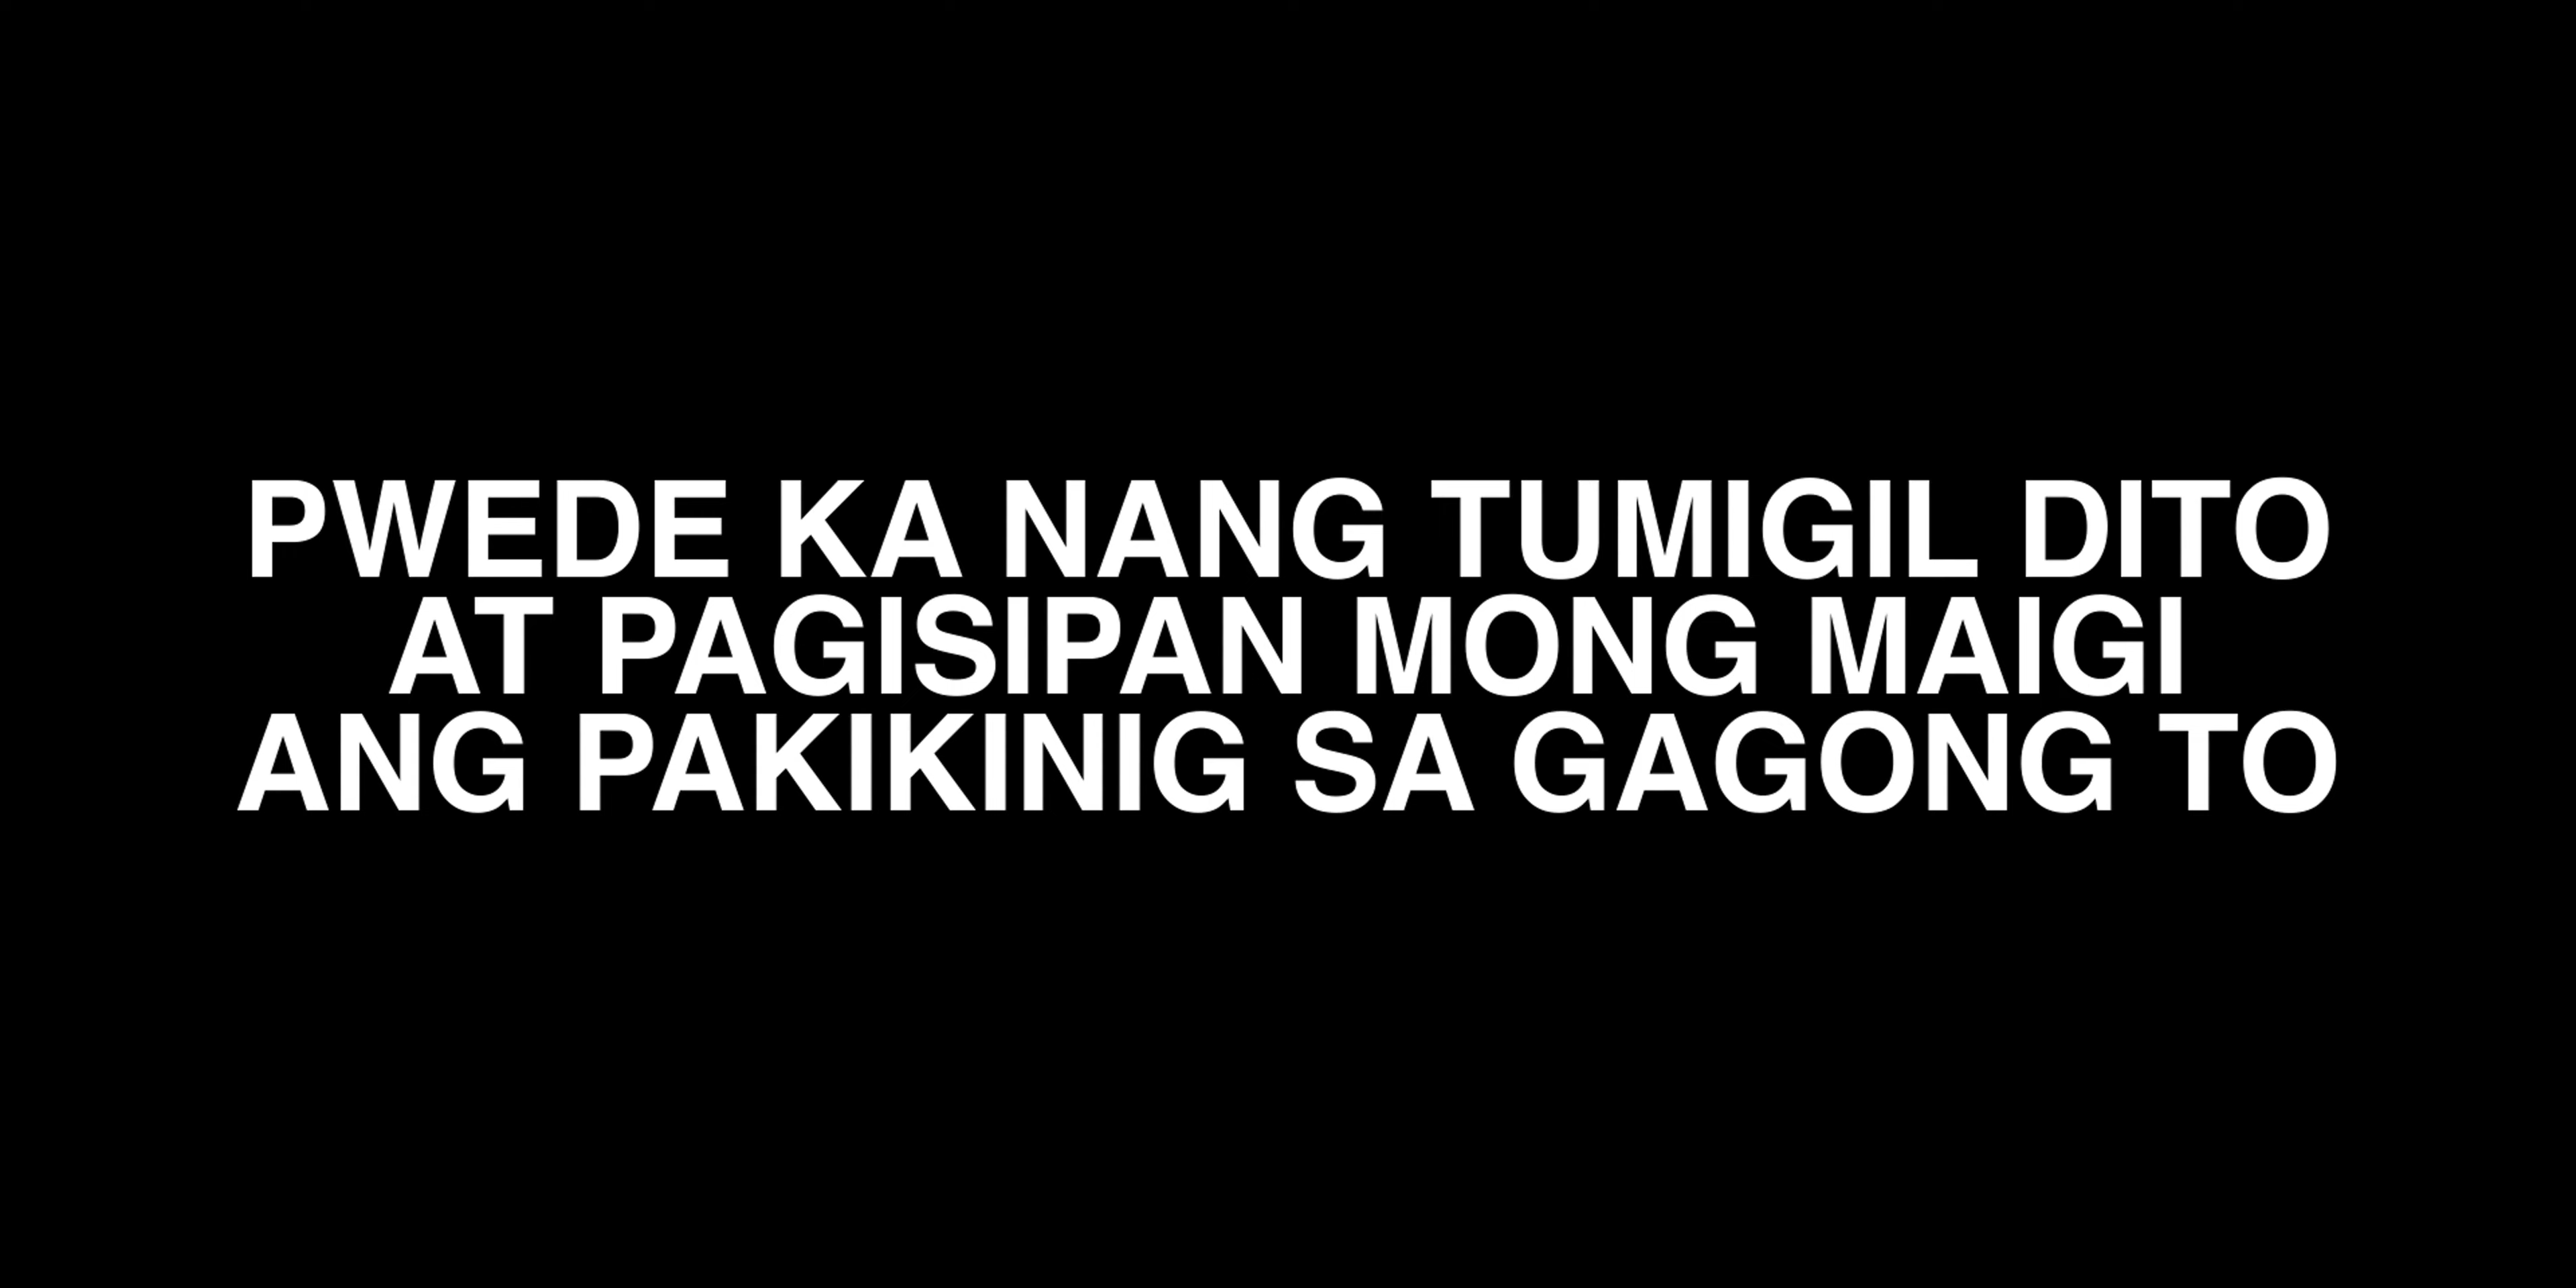 PWEDE KA NANG TUMIGIL DITO
AT PAGISIPAN MONG MAIGI
ANG PAKIKINIG SA GAGONG TO